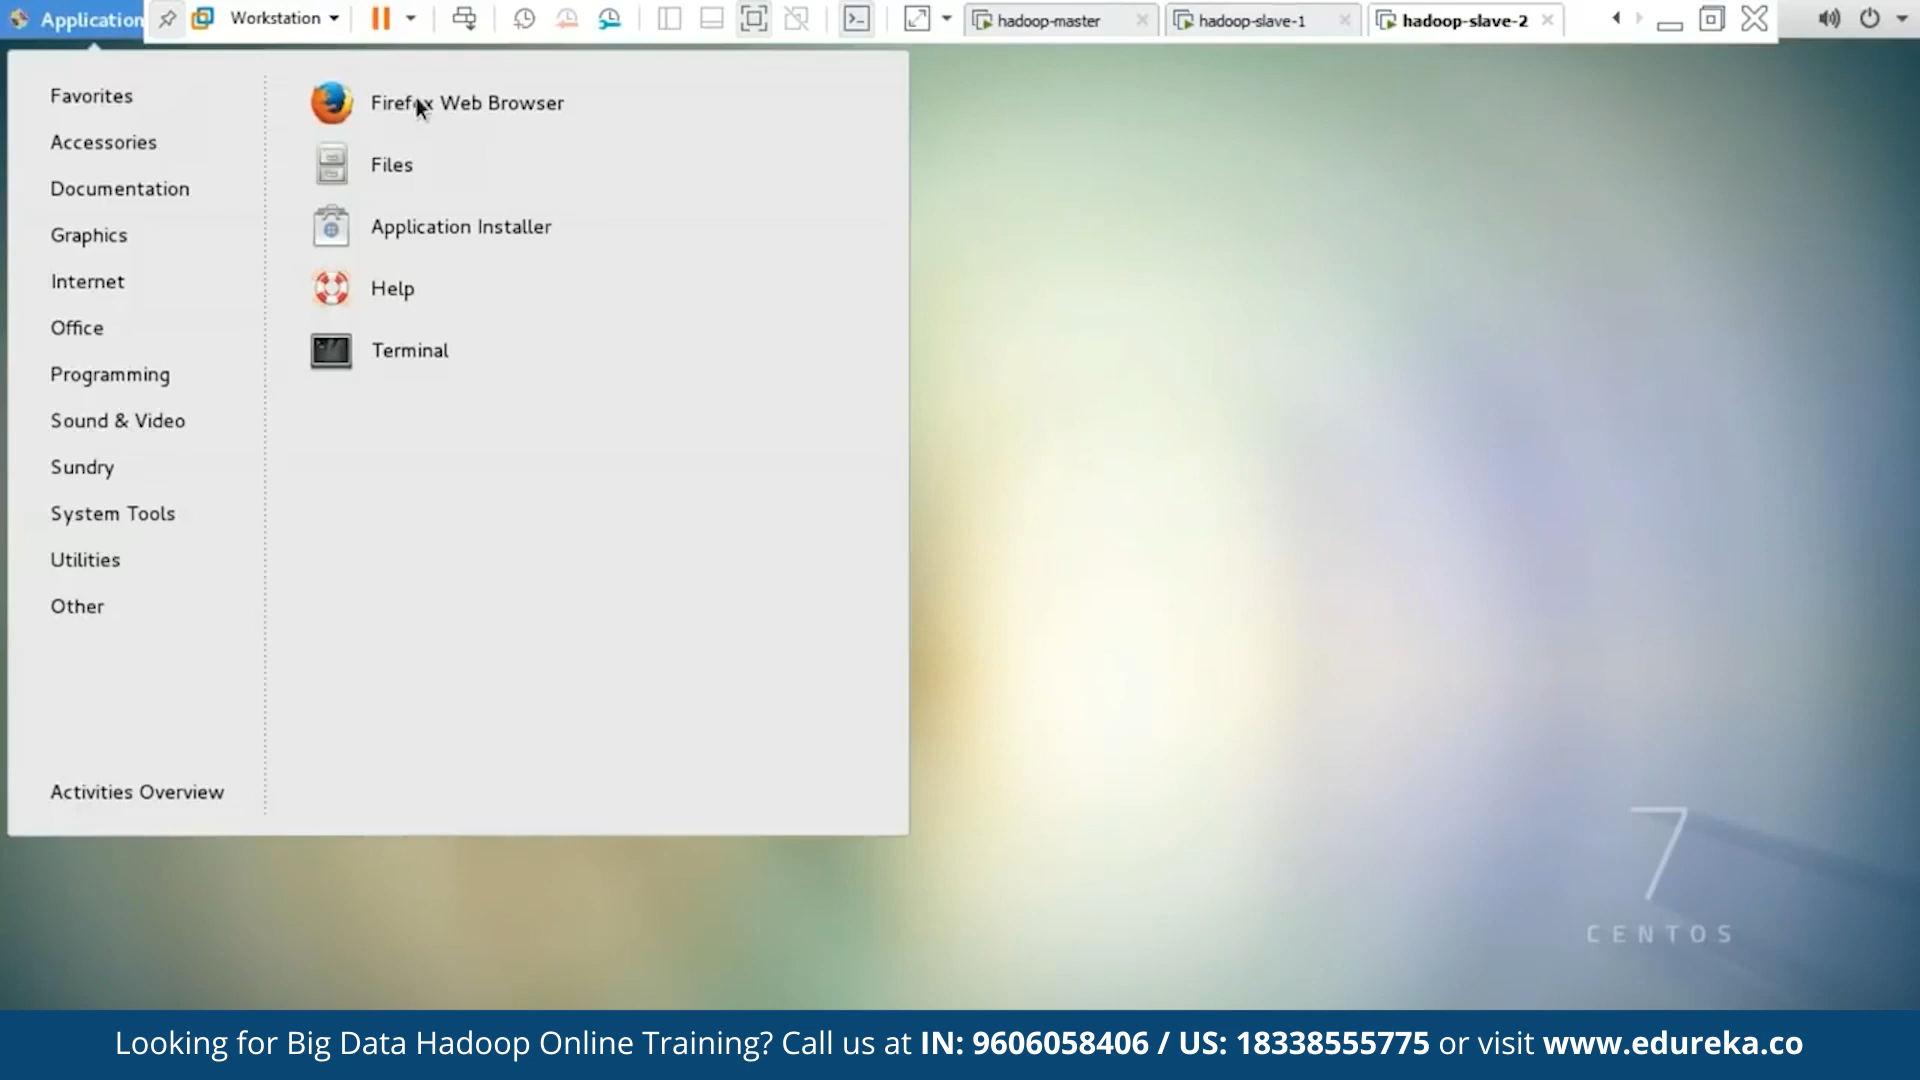 Application Workstation hadoop-master hadoop-slave-1 hadoop-slave-2
Favorites
Accessories
Documentation
Graphics
Internet
Office
Programming
Sound & Video
Sundry
System Tools
Utilities
Other
Activities Overview
Firefox Web Browser
Files
Application Installer
Help
Terminal
7
CENTOS
Looking for Big Data Hadoop Online Training? Call us at IN: 9606058406 / US: 18338555775 or visit www.edureka.co